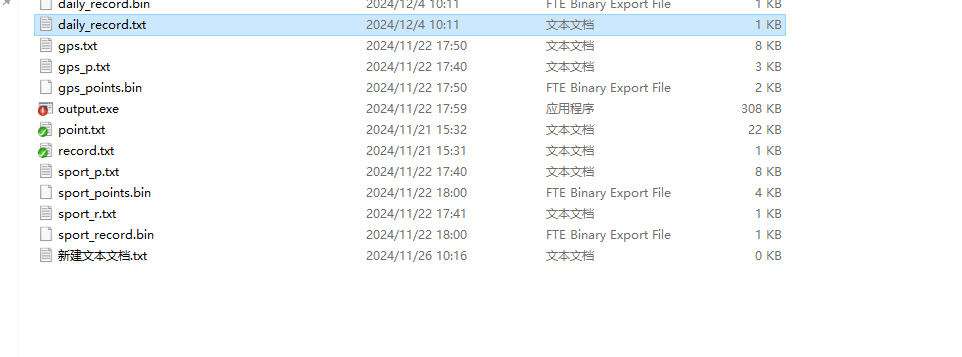 daily_record.bin 2024/12/4 10:11 FTE Binary Export File 1 KB
daily_record.txt 2024/12/4 10:11 文本文档 1 KB
gps.txt 2024/11/22 17:50 文本文档 8 KB
gps_p.txt 2024/11/22 17:40 文本文档 3 KB
gps_points.bin 2024/11/22 17:50 FTE Binary Export File 2 KB
output.exe 2024/11/22 17:59 应用程序 308 KB
point.txt 2024/11/21 15:32 文本文档 22 KB
record.txt 2024/11/21 15:31 文本文档 1 KB
sport_p.txt 2024/11/22 17:40 文本文档 8 KB
sport_points.bin 2024/11/22 18:00 FTE Binary Export File 4 KB
sport_r.txt 2024/11/22 17:41 文本文档 1 KB
sport_record.bin 2024/11/22 18:00 FTE Binary Export File 1 KB
新建文本文档.txt 2024/11/26 10:16 文本文档 0 KB